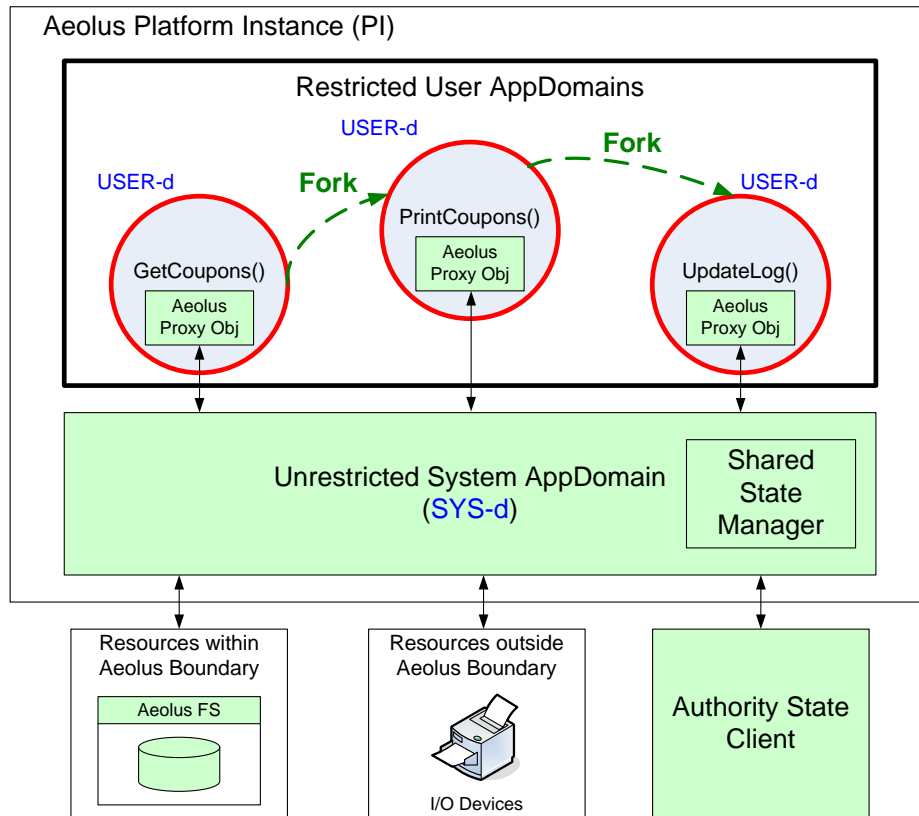 Aeolus Platform Instance (PI)
Restricted User AppDomains
USER-d
Fork
USER-d
Fork
USER-d
GetCoupons()
Aeolus
Proxy Obj
PrintCoupons()
Aeolus
Proxy Obj
UpdateLog()
Aeolus
Proxy Obj
Unrestricted System AppDomain
(SYS-d)
Shared
State
Manager
Resources within
Aeolus Boundary
Aeolus FS
Resources outside
Aeolus Boundary
I/O Devices
Authority State
Client